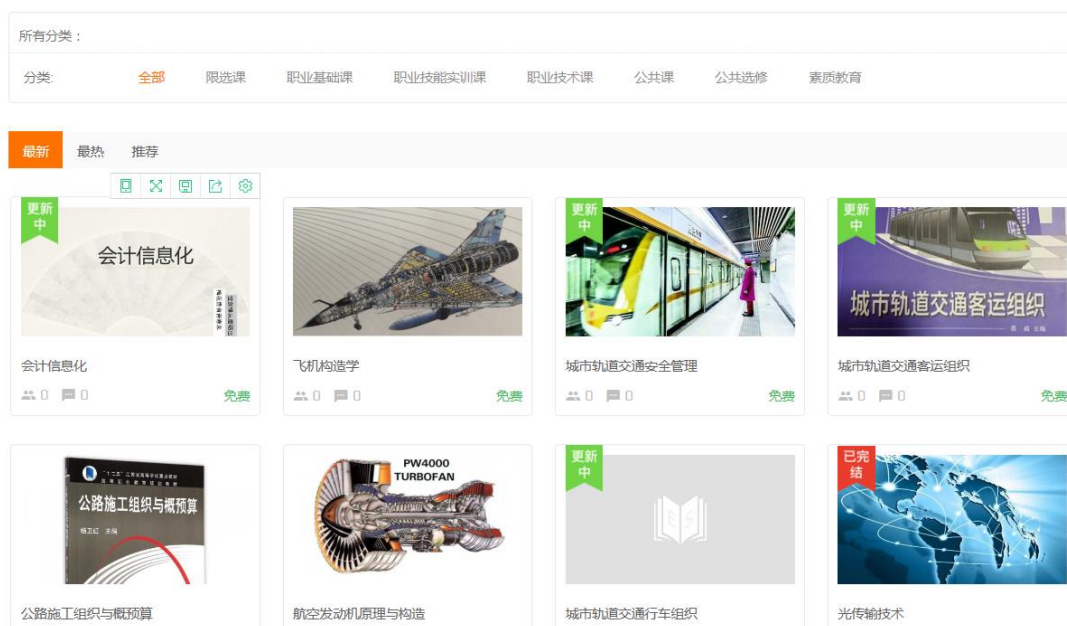 所有分类：
分类: 全部 限选课 职业基础课 职业技能实训课 职业技术课 公共课 公共选修 素质教育
最新 最热 推荐
更新中
会计信息化
会计信息化
0 0 免费
飞机构造学
0 0 免费
更新中
城市轨道交通安全管理
0 0 免费
更新中
城市轨道交通客运组织
城市轨道交通客运组织
0 0 免费
公路施工组织与概预算
杨卫红 主编
公路施工组织与概预算
PW4000
TURBOFAN
航空发动机原理与构造
更新中
ES
城市轨道交通行车组织
已完结
光传输技术